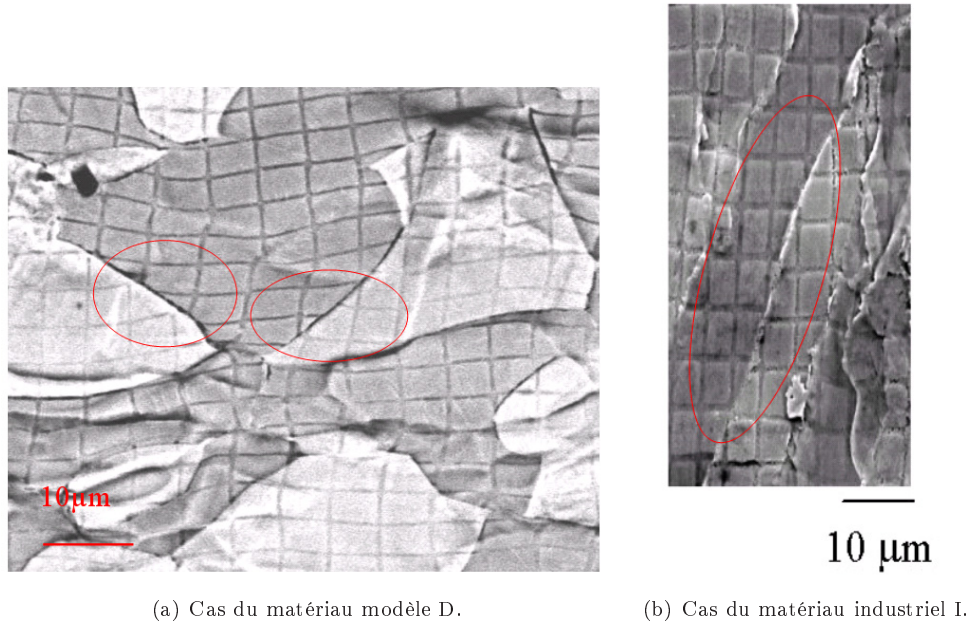 10µm
10 µm
(a) Cas du matériau modèle D.
(b) Cas du matériau industriel I.